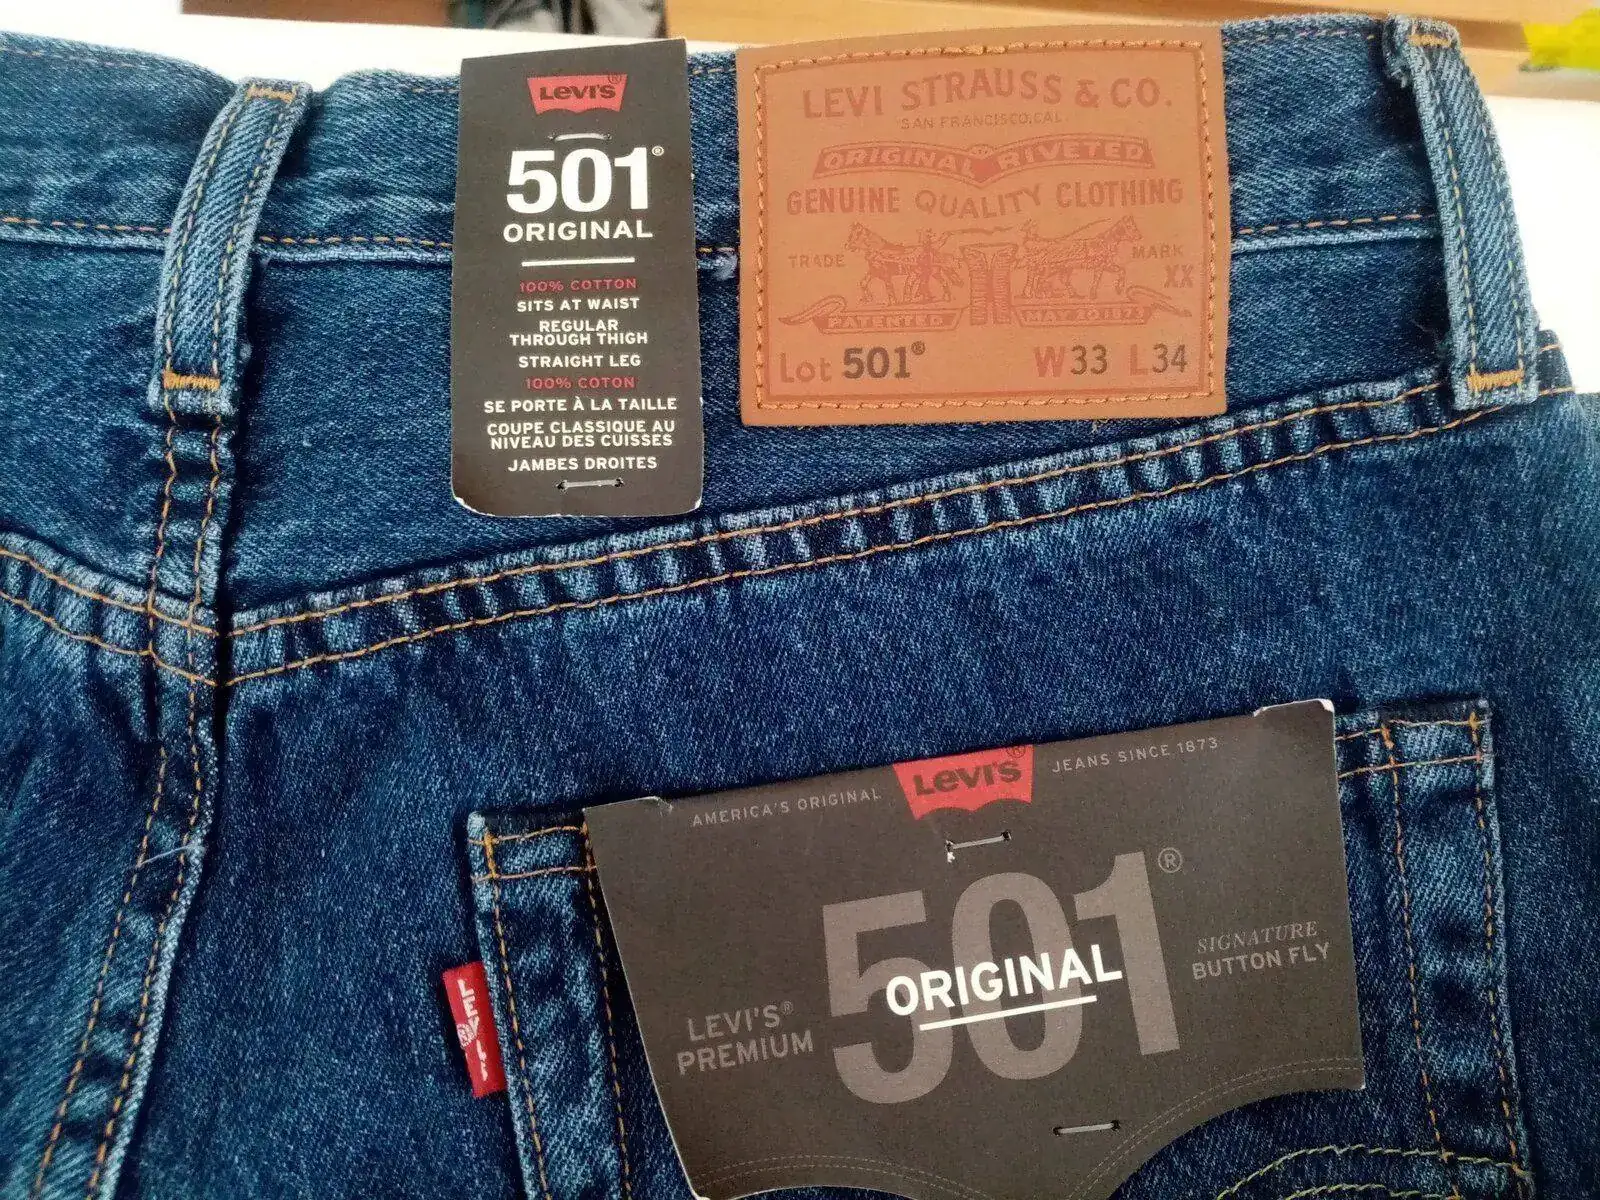 Levi's®
501®
ORIGINAL
100% COTTON
SITS AT WAIST
REGULAR
THROUGH THIGH
STRAIGHT LEG
100% COTON
SE PORTE À LA TAILLE
COUPE CLASSIQUE AU
NIVEAU DES CUISSES
JAMBES DROITES
LEVI STRAUSS & CO.
SAN FRANCISCO, CAL.
ORIGINAL RIVETED
GENUINE QUALITY CLOTHING
TRADE MARK
XX
PATENTED MAY 20 1873
Lot 501® W33 L34
AMERICA'S ORIGINAL Levi's® JEANS SINCE 1873
501®
ORIGINAL
LEVI'S®
PREMIUM
SIGNATURE
BUTTON FLY
LEVI'S